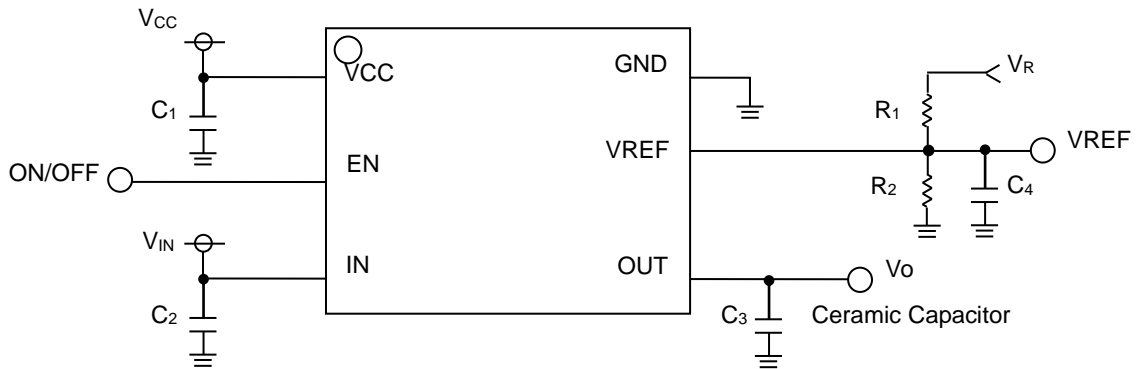 VCC
VCC
GND
VR
C1
R1
VREF
VREF
ON/OFF
EN
R2
C4
VIN
IN
OUT
Vo
C2
C3
Ceramic Capacitor